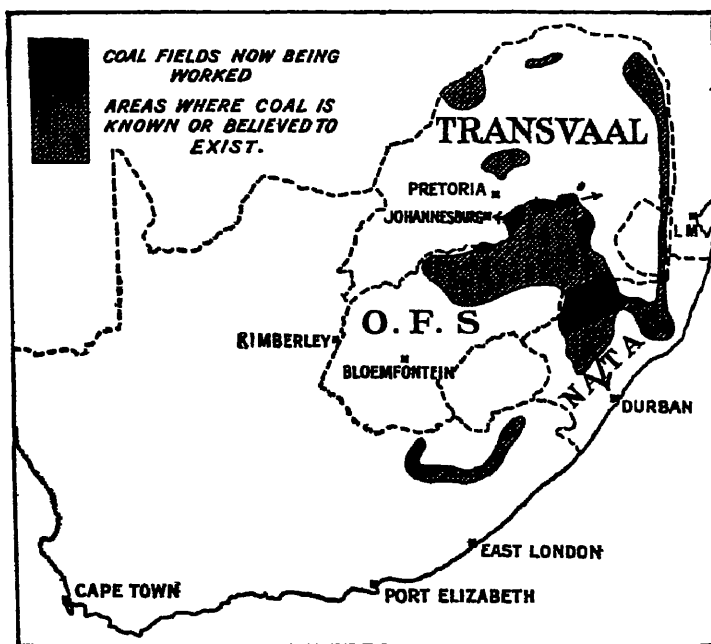 COAL FIELDS NOW BEING
WORKED
AREAS WHERE COAL IS
KNOWN OR BELIEVED TO
EXIST.
TRANSVAAL
PRETORIA
JOHANNESBURG
L M
O. F. S
KIMBERLEY
BLOEMFONTEIN
NATA
DURBAN
EAST LONDON
CAPE TOWN
PORT ELIZABETH